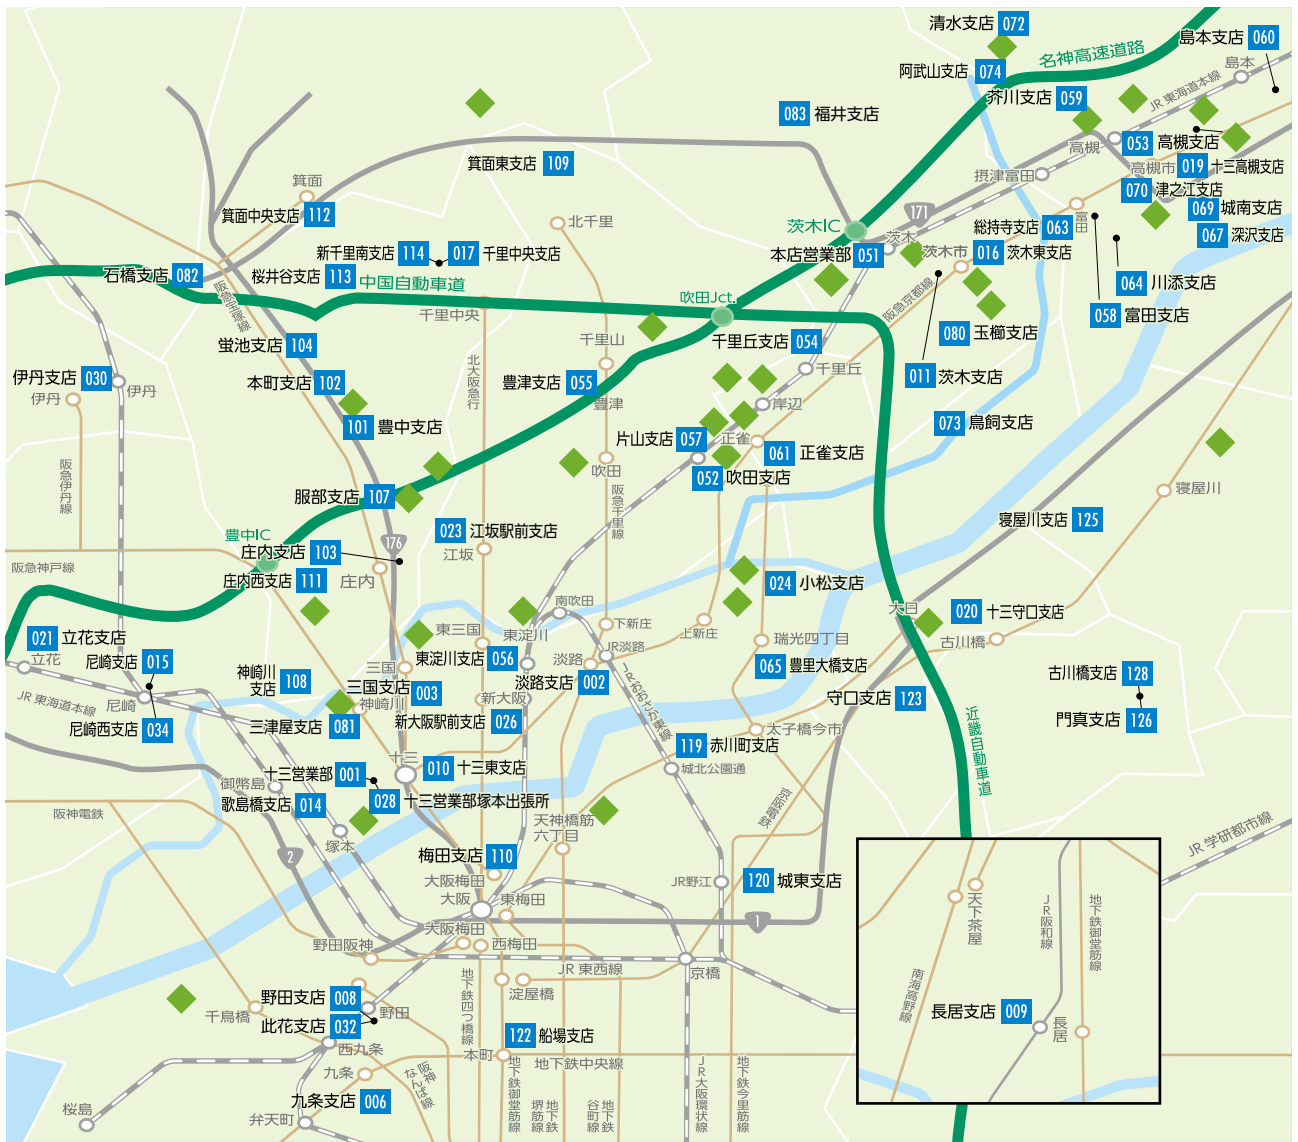 清水支店 072
島本支店 060
名神高速道路
島本
阿武山支店 074
JR 東海道本線
芥川支店 059
083 福井支店
高槻
053 高槻支店
箕面東支店 109
高槻市
019 十三高槻支店
摂津富田
箕面
070 津之江支店
171
069 城南支店
箕面中央支店 112
北千里
茨木IC
総持寺支店 063
富田
067 深沢支店
茨木
茨木市
新千里南支店 114
017 千里中央支店
本店営業部 051
016 茨木東支店
石橋支店 082
桜井谷支店 113
中国自動車道
064 川添支店
阪急宝塚線
吹田Jct.
阪急京都線
千里中央
058 富田支店
080 玉櫛支店
蛍池支店 104
千里山
千里丘支店 054
伊丹支店 030
伊丹
伊丹
本町支店 102
北大阪急行
豊津支店 055
豊津
千里丘
011 茨木支店
岸辺
101 豊中支店
073 鳥飼支店
片山支店 057
正雀
061 正雀支店
阪急伊丹線
吹田
052 吹田支店
服部支店 107
阪急千里線
寝屋川
023 江坂駅前支店
寝屋川支店 125
豊中IC
176
江坂
庄内支店 103
阪急神戸線
庄内西支店 111
庄内
024 小松支店
南吹田
大日
020 十三守口支店
021 立花支店
下新庄
上新庄
東三国
東淀川
瑞光四丁目
古川橋
立花
尼崎支店 015
JR淡路
三国
東淀川支店 056
淡路
065 豊里大橋支店
古川橋支店 128
神崎川
支店 108
淡路支店 002
三国支店 003
神崎川
守口支店 123
JR 東海道本線
尼崎
新大阪
JRおおさか東線
門真支店 126
近畿自動車道
尼崎西支店 034
三津屋支店 081
新大阪駅前支店 026
太子橋今市
119 赤川町支店
十三
010 十三東支店
十三営業部 001
城北公園通
御幣島
028 十三営業部塚本出張所
歌島橋支店 014
京阪電鉄
阪神電鉄
天神橋筋
六丁目
塚本
JR 学研都市線
2
梅田支店 110
大阪梅田
JR野江
120 城東支店
天下茶屋
JR阪和線
地下鉄御堂筋線
大阪
東梅田
1
大阪梅田
西梅田
野田阪神
JR 東西線
京橋
南海高野線
地下鉄四つ橋線
淀屋橋
野田支店 008
野田
千鳥橋
長居支店 009
長居
此花支店 032
122 船場支店
西九条
本町
地下鉄中央線
九条
阪神
なんば線
地下鉄御堂筋線
地下鉄
堺筋線
地下鉄
谷町線
JR大阪環状線
地下鉄今里筋線
九条支店 006
桜島
弁天町